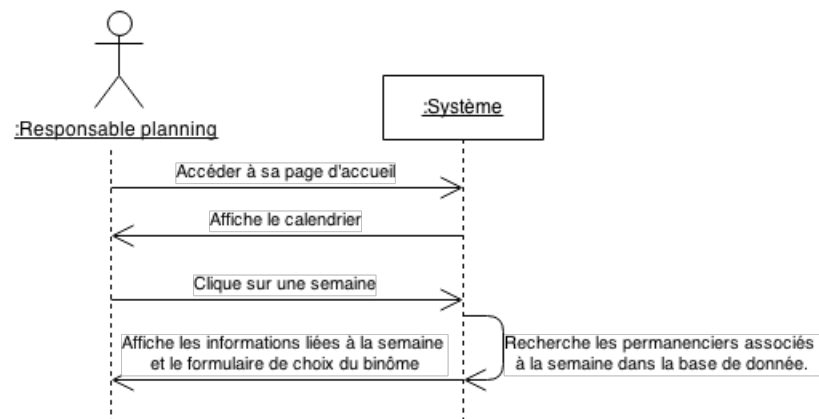 :Système
:Responsable planning
Accéder à sa page d'accueil
Affiche le calendrier
Clique sur une semaine
Affiche les informations liées à la semaine
et le formulaire de choix du binôme
Recherche les permanenciers associés
à la semaine dans la base de donnée.